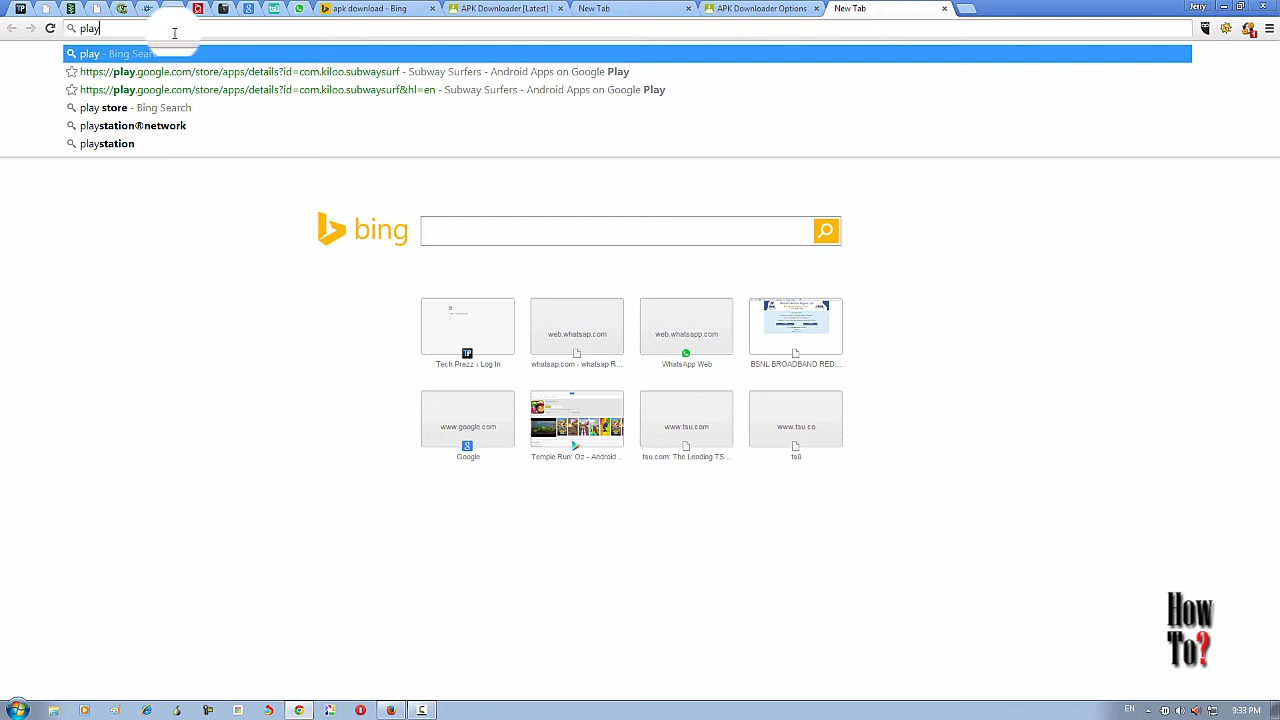 apk download - Bing
APK Downloader [Latest]
New Tab
APK Downloader Options
New Tab
Jerry
play
play - Bing Sear
https://play.google.com/store/apps/details?id=com.kiloo.subwaysurf - Subway Surfers - Android Apps on Google Play
https://play.google.com/store/apps/details?id=com.kiloo.subwaysurf&hl=en - Subway Surfers - Android Apps on Google Play
play store - Bing Search
playstation®network
playstation
bing
web.whatsap.com
web.whatsapp.com
Tech Prezz › Log In
whatsap.com - whatsap R...
WhatsApp Web
BSNL BROADBAND RED...
www.google.com
www.tsu.com
www.tsu.co
Google
Temple Run: Oz - Android...
tsu.com: The Leading TS...
tsū
How
To?
EN
9:33 PM